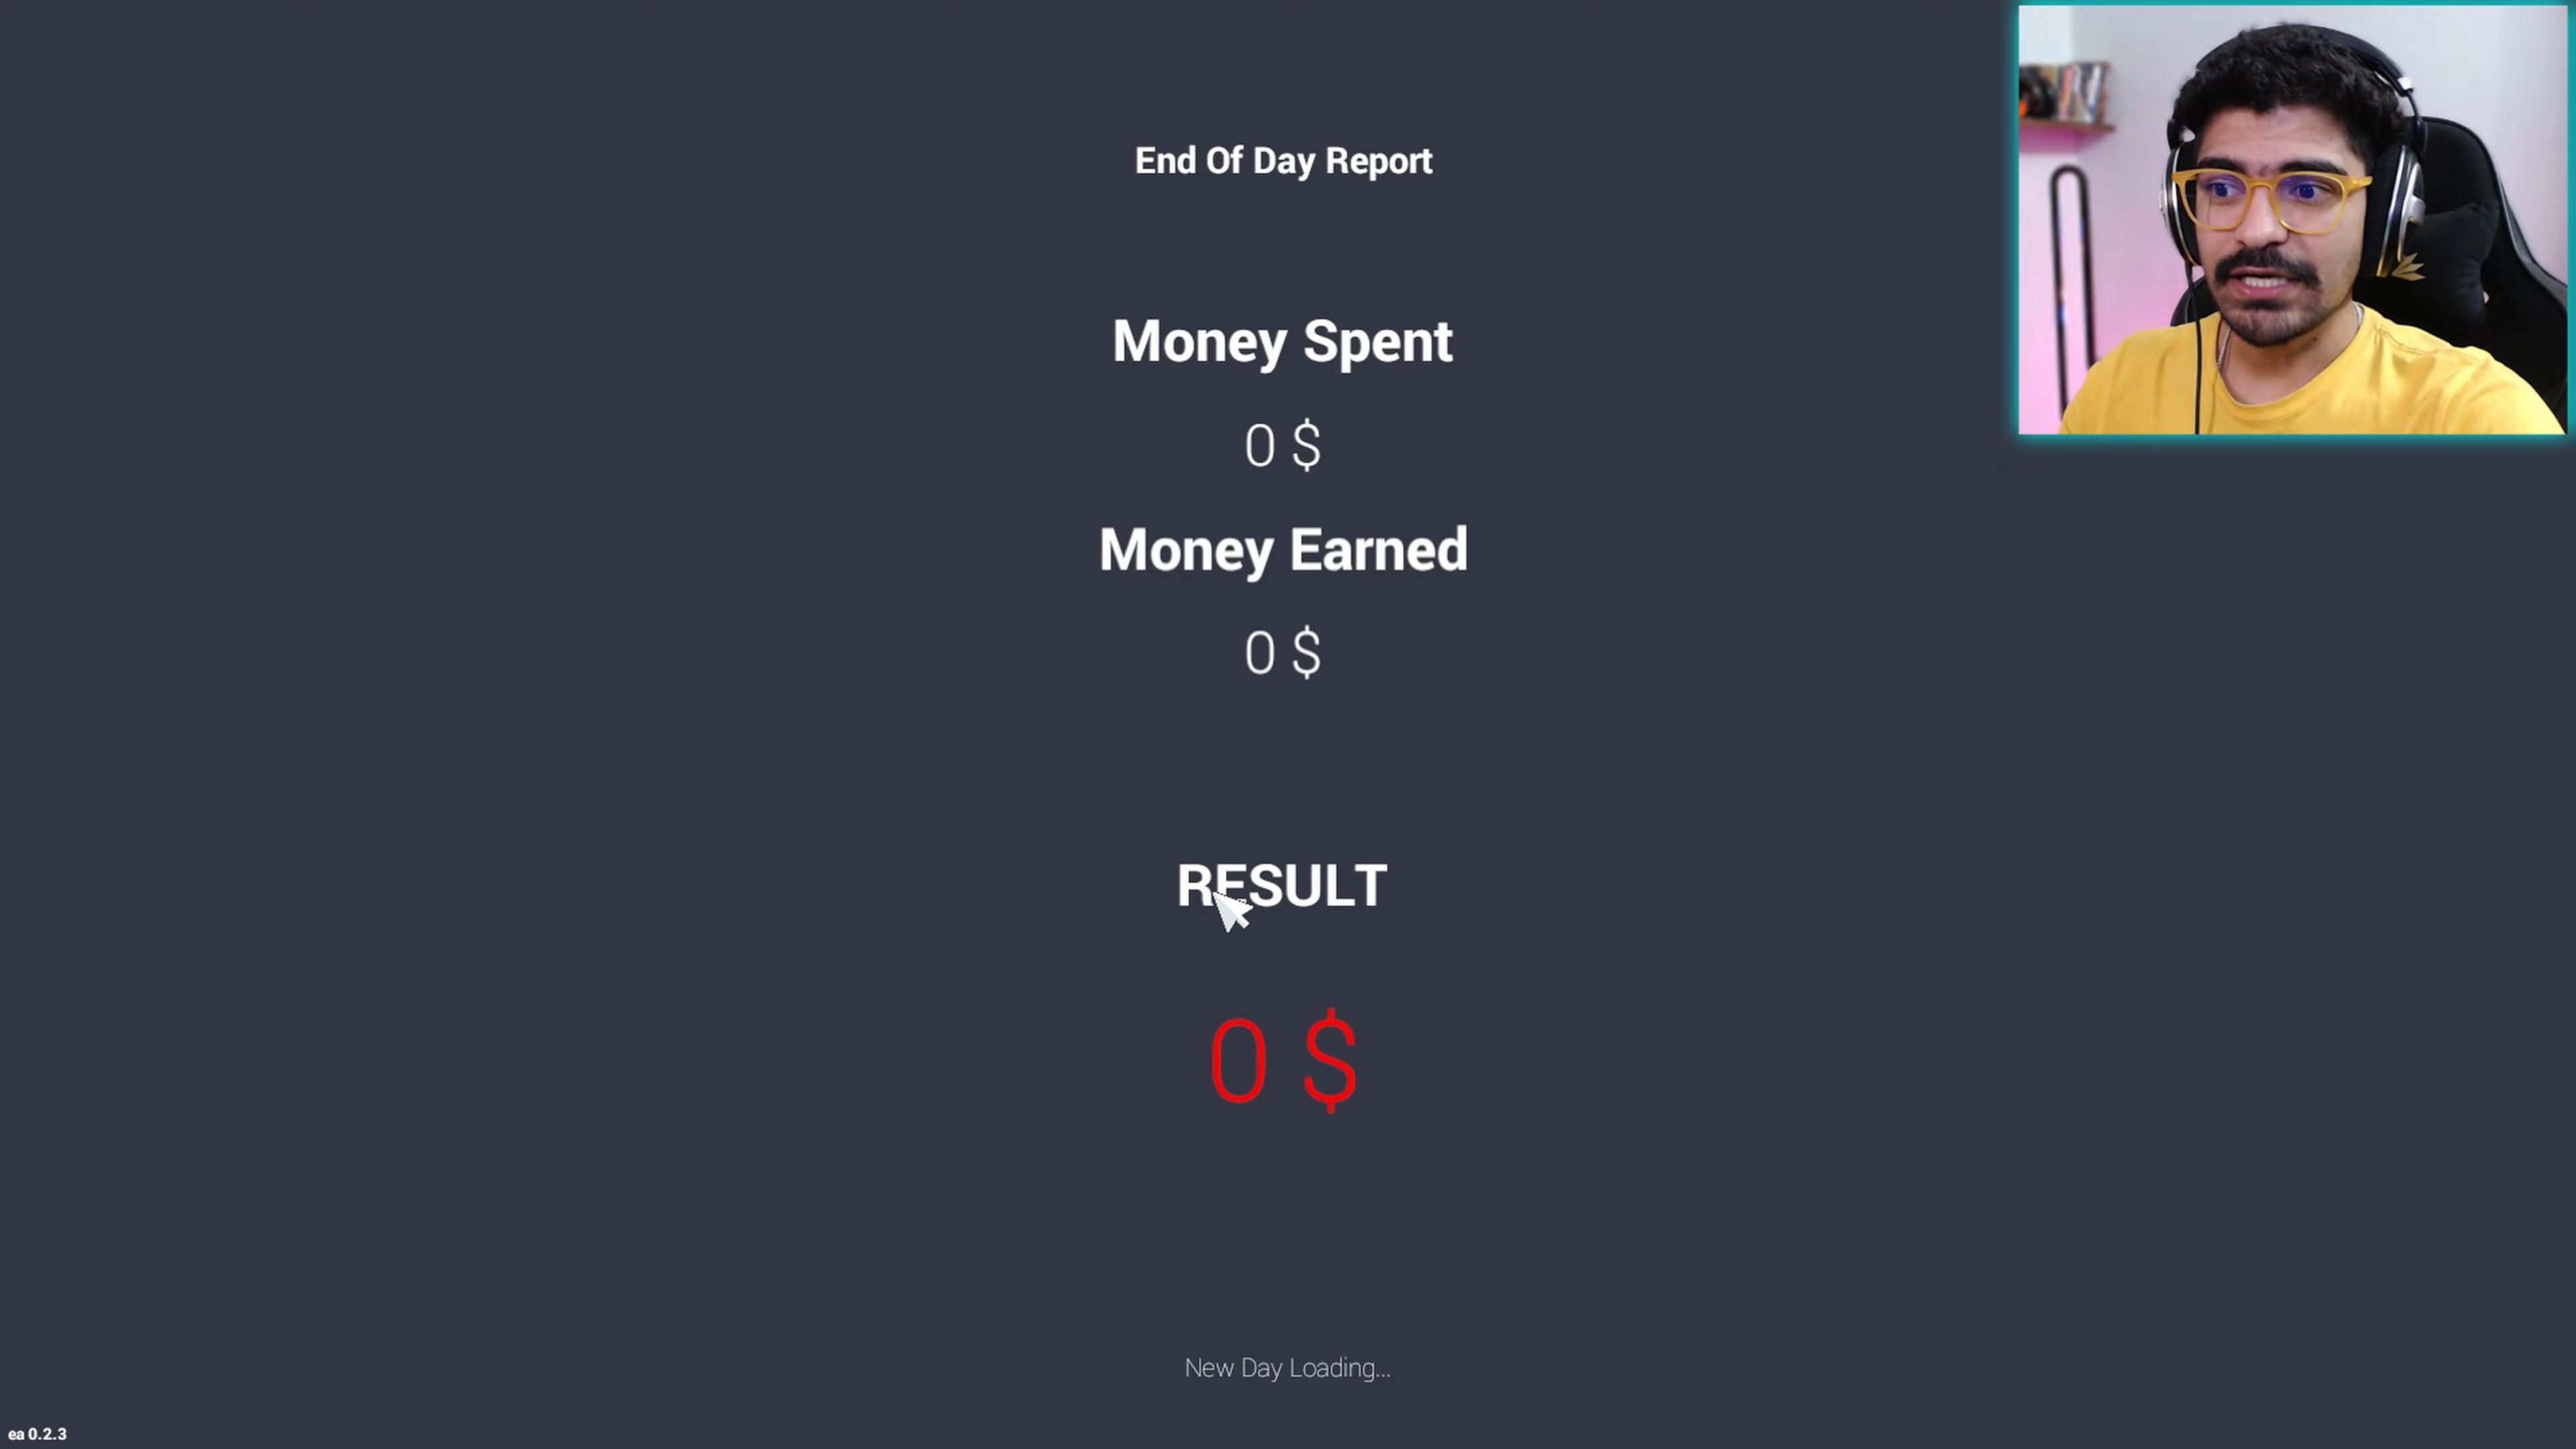 End Of Day Report
Money Spent
0 $
Money Earned
0 $
RESULT
0 $
New Day Loading...
ea 0.2.3